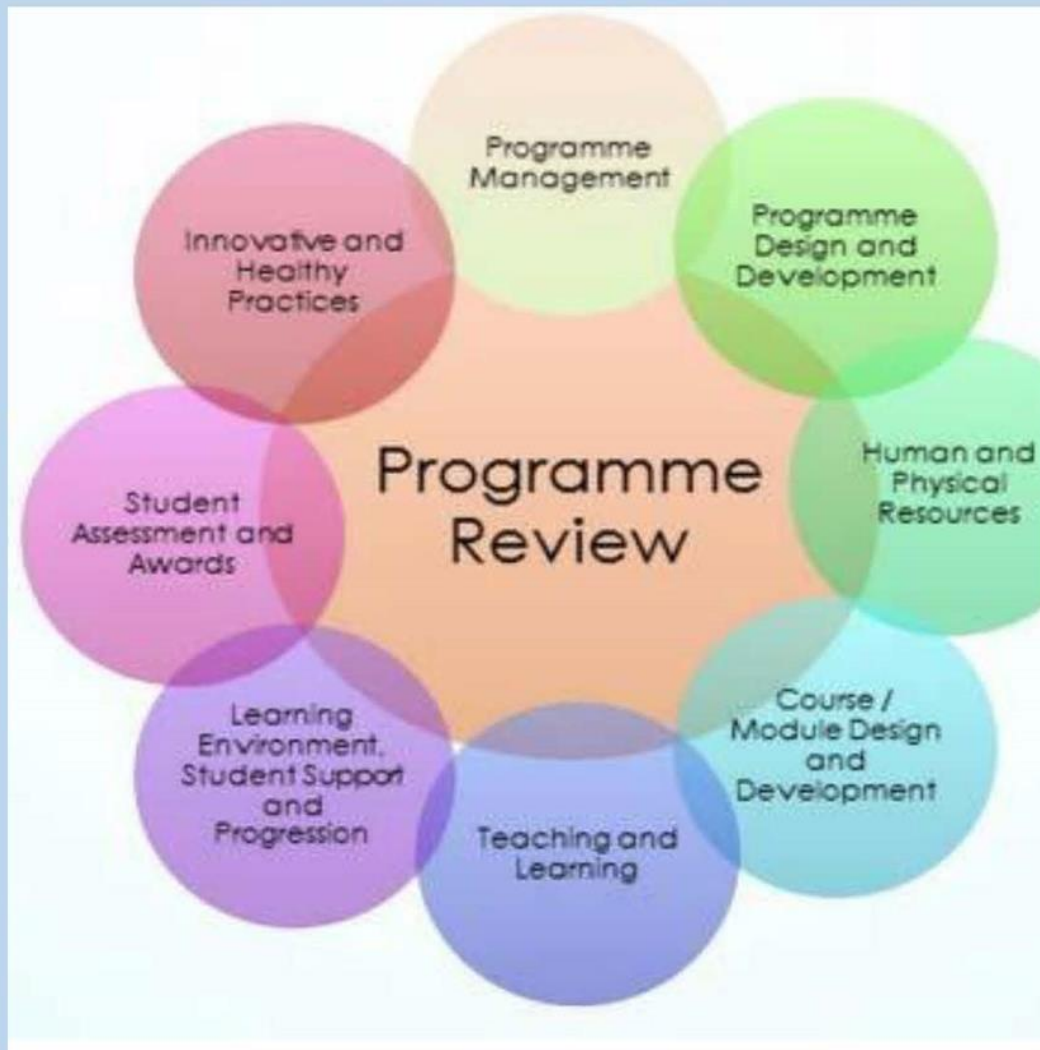 Programme
Management
Programme
Design and
Development
Human and
Physical
Resources
Course /
Module Design
and
Development
Teaching and
Learning
Learning
Environment,
Student Support
and
Progression
Student
Assessment and
Awards
Innovative and
Healthy
Practices
Programme
Review